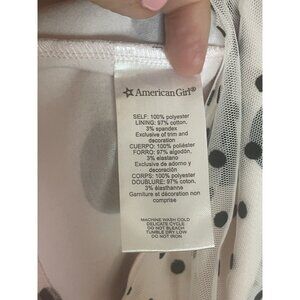 ☆ American Girl®
SELF: 100% polyester
LINING: 97% cotton,
3% spandex
Exclusive of trim and
decoration
CUERPO: 100% poliéster
FORRO: 97% algodón,
3% elastano
Exclusiva de adorno y
decoración
CORPS: 100% polyester
DOUBLURE: 97% coton,
3% élasthanne
Garniture et décoration non
comprise
MACHINE WASH COLD
DELICATE CYCLE
DO NOT BLEACH
TUMBLE DRY LOW
DO NOT IRON